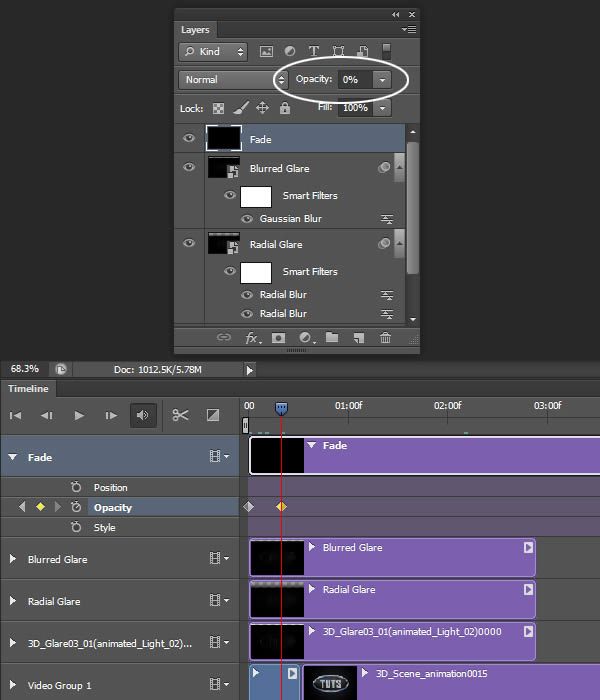 Layers
Kind
Normal Opacity: 0%
Lock: Fill: 100%
Fade
Blurred Glare
Smart Filters
Gaussian Blur
Radial Glare
Smart Filters
Radial Blur
Radial Blur
fx
68.3% Doc: 1012.5K/5.78M
Timeline
00 01:00f 02:00f 03:00f
Fade Fade
Position
Opacity
Style
Blurred Glare Blurred Glare
Radial Glare Radial Glare
3D_Glare03_01(animated_Light_02)... 3D_Glare03_01(animated_Light_02)0000
Video Group 1 TUTS 3D_Scene_animation0015